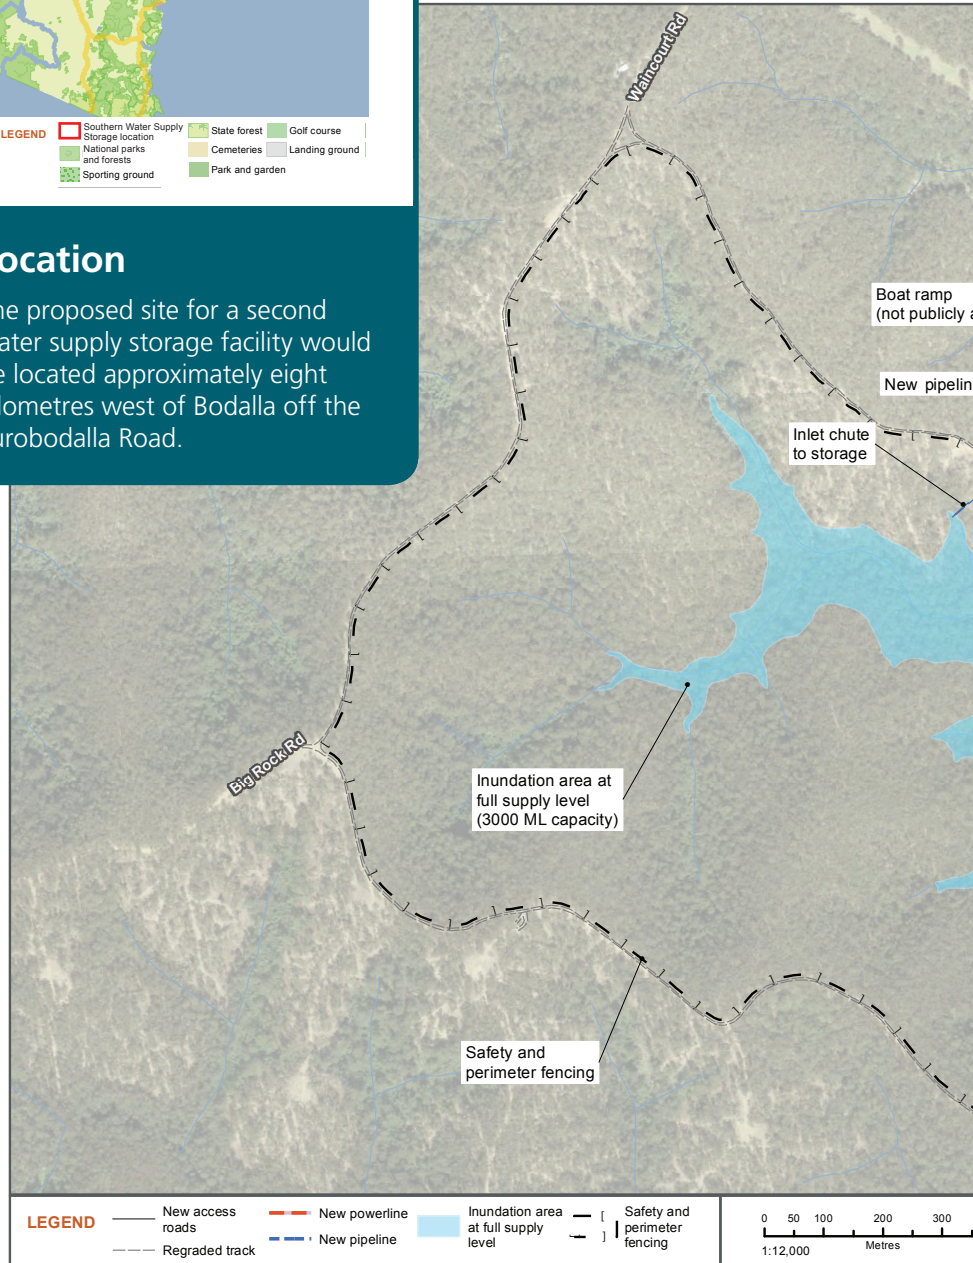 LEGEND
Southern Water Supply
Storage location
National parks
and forests
Sporting ground
State forest
Cemeteries
Park and garden
Golf course
Landing ground
ocation
ne proposed site for a second
ater supply storage facility would
e located approximately eight
lometres west of Bodalla off the
urobodalla Road.
Waincourt Rd
Boat ramp
(not publicly a
New pipelin
Inlet chute
to storage
Big Rock Rd
Inundation area at
full supply level
(3000 ML capacity)
Safety and
perimeter fencing
LEGEND
New access
roads
Regraded track
New powerline
New pipeline
Inundation area
at full supply
level
Safety and
perimeter
fencing
0 50 100 200 300
Metres
1:12,000